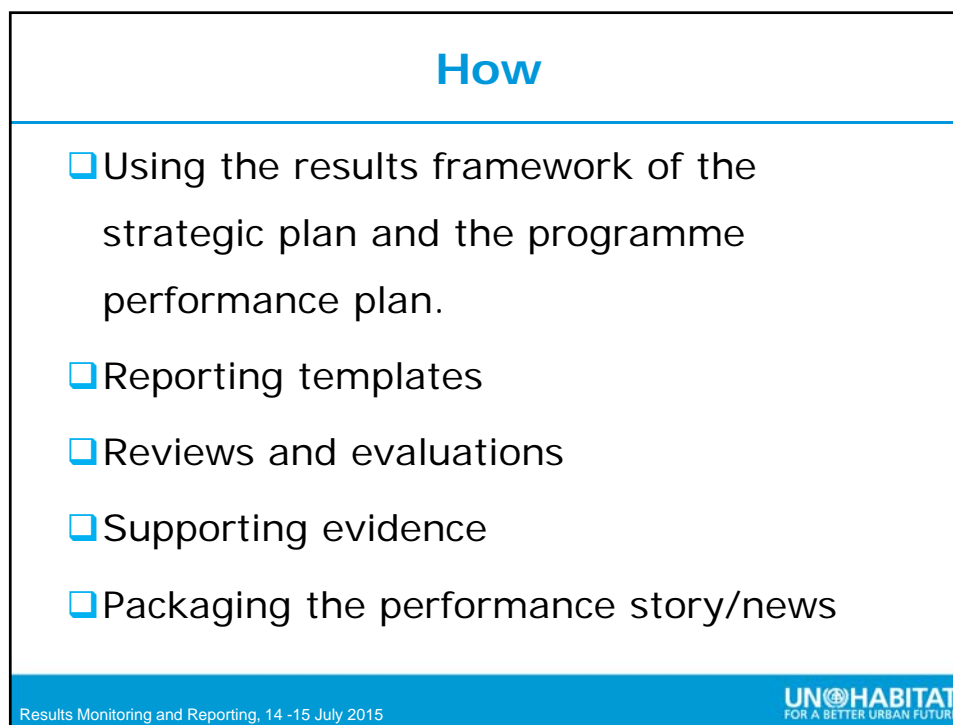 How
Using the results framework of the
strategic plan and the programme
performance plan.
Reporting templates
Reviews and evaluations
Supporting evidence
Packaging the performance story/news
Results Monitoring and Reporting, 14 -15 July 2015
UN HABITAT
FOR A BETTER URBAN FUTURE